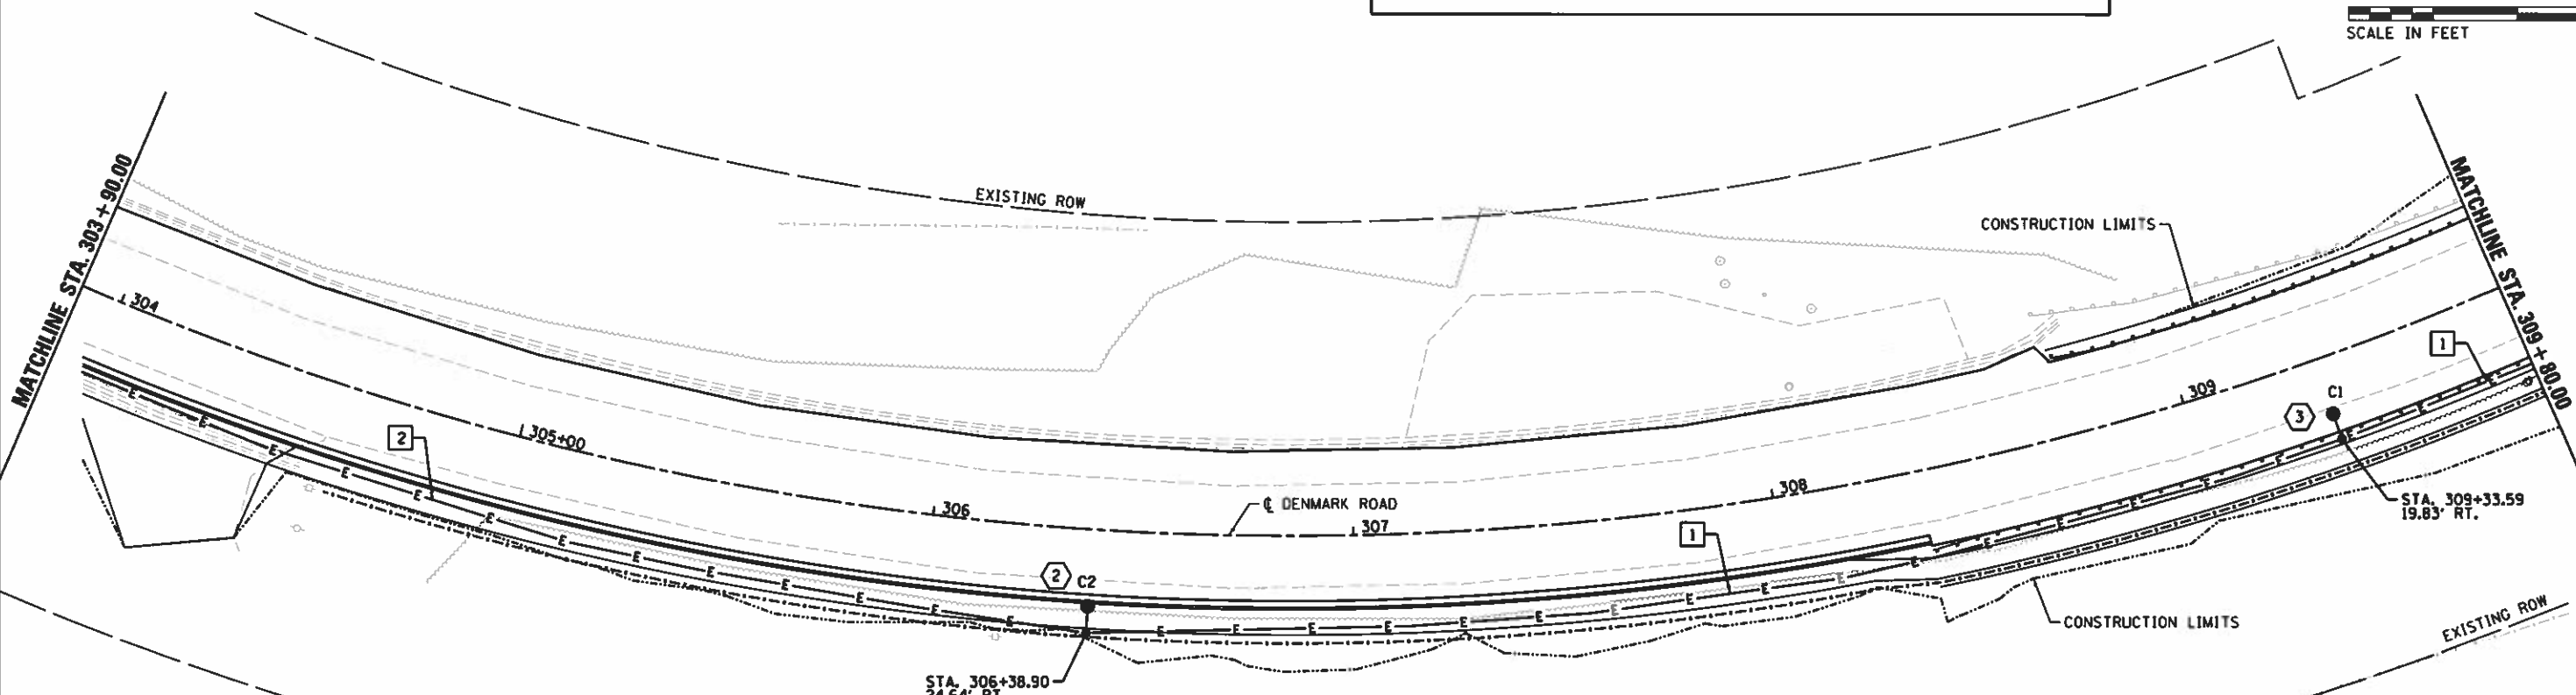 SCALE IN FEET
EXISTING ROW
CONSTRUCTION LIMITS
MATCHLINE STA. 303+90.00
MATCHLINE STA. 309+80.00
304
305+00
306
307
308
309
2
℄ DENMARK ROAD
1
1
3
C1
2
C2
STA. 309+33.59
19.83' RT.
CONSTRUCTION LIMITS
EXISTING ROW
STA. 306+38.90
E E E E E E E E E E E E E E E E E E E E E E E E E E E E E E E